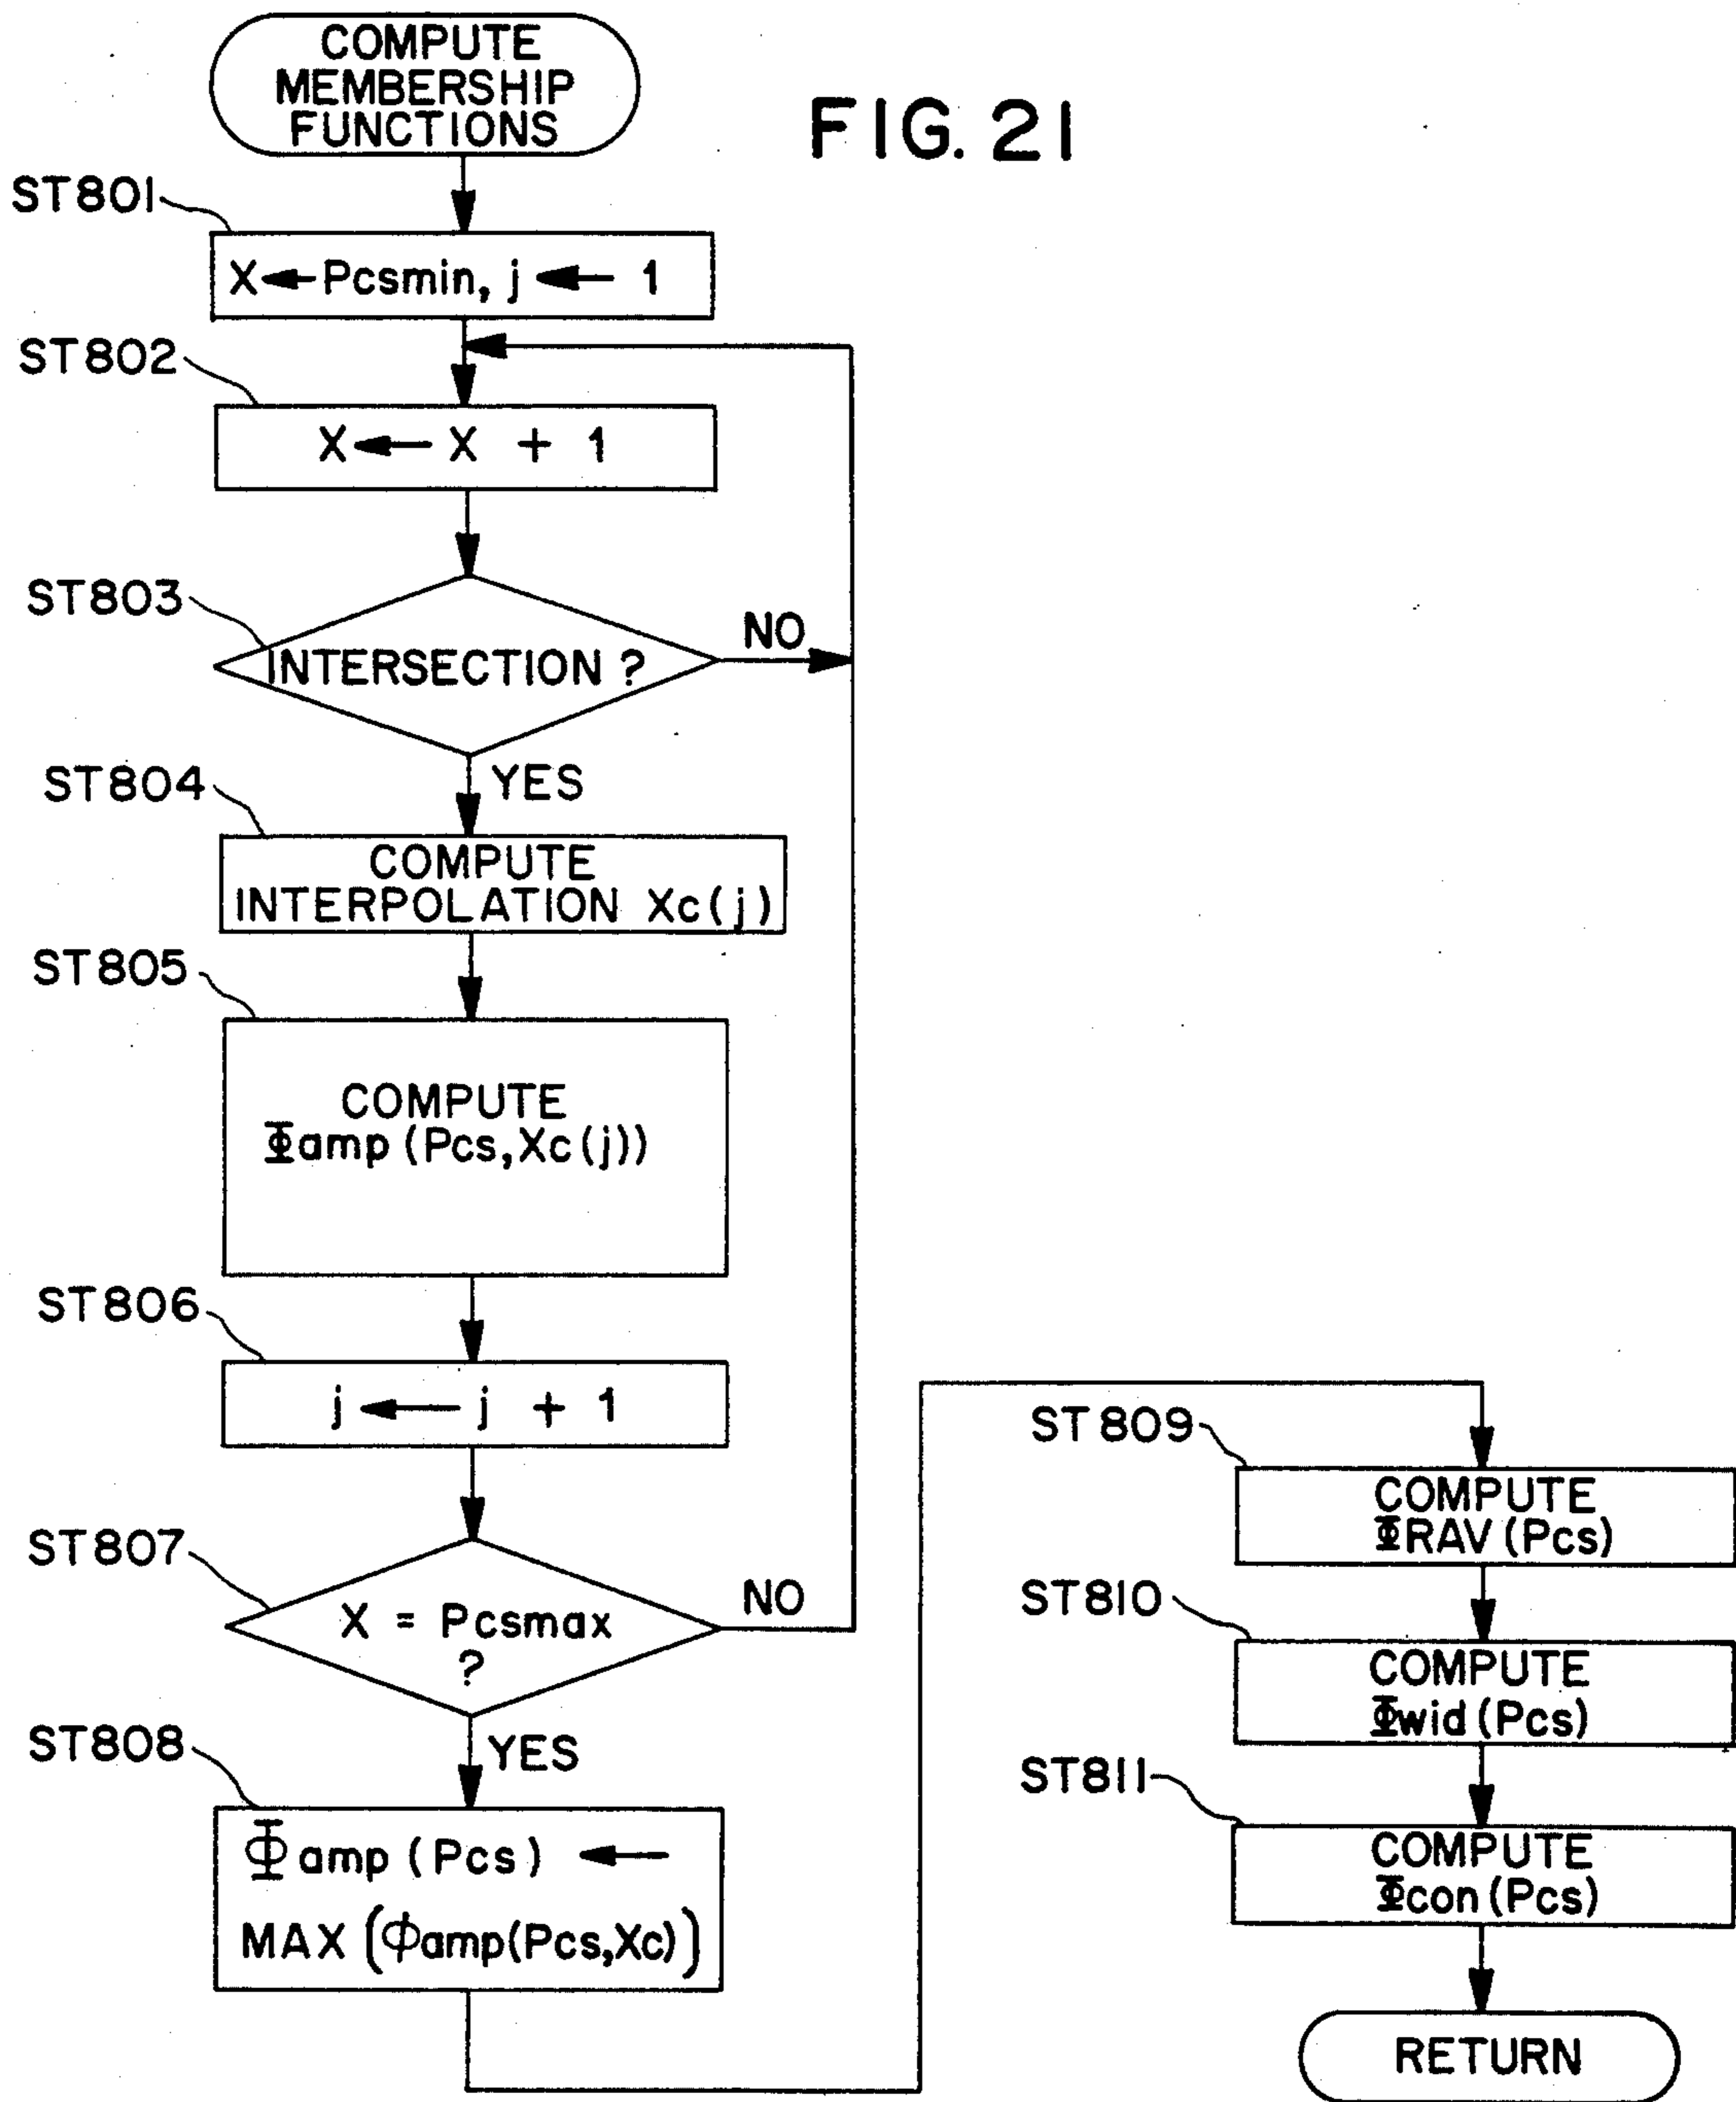 COMPUTE
MEMBERSHIP
FUNCTIONS
FIG. 21
ST801
X ← Pcsmin, j ← 1
ST802
X ← X + 1
ST803
INTERSECTION ?
NO
YES
ST804
COMPUTE
INTERPOLATION Xc(j)
ST805
COMPUTE
Φamp (Pcs, Xc(j))
ST806
j ← j + 1
ST807
X = Pcsmax
?
NO
YES
ST808
Φamp (Pcs) ←
MAX (ϕamp(Pcs,Xc))
ST809
COMPUTE
ΦRAV (Pcs)
ST810
COMPUTE
Φwid (Pcs)
ST811
COMPUTE
Φcon (Pcs)
RETURN